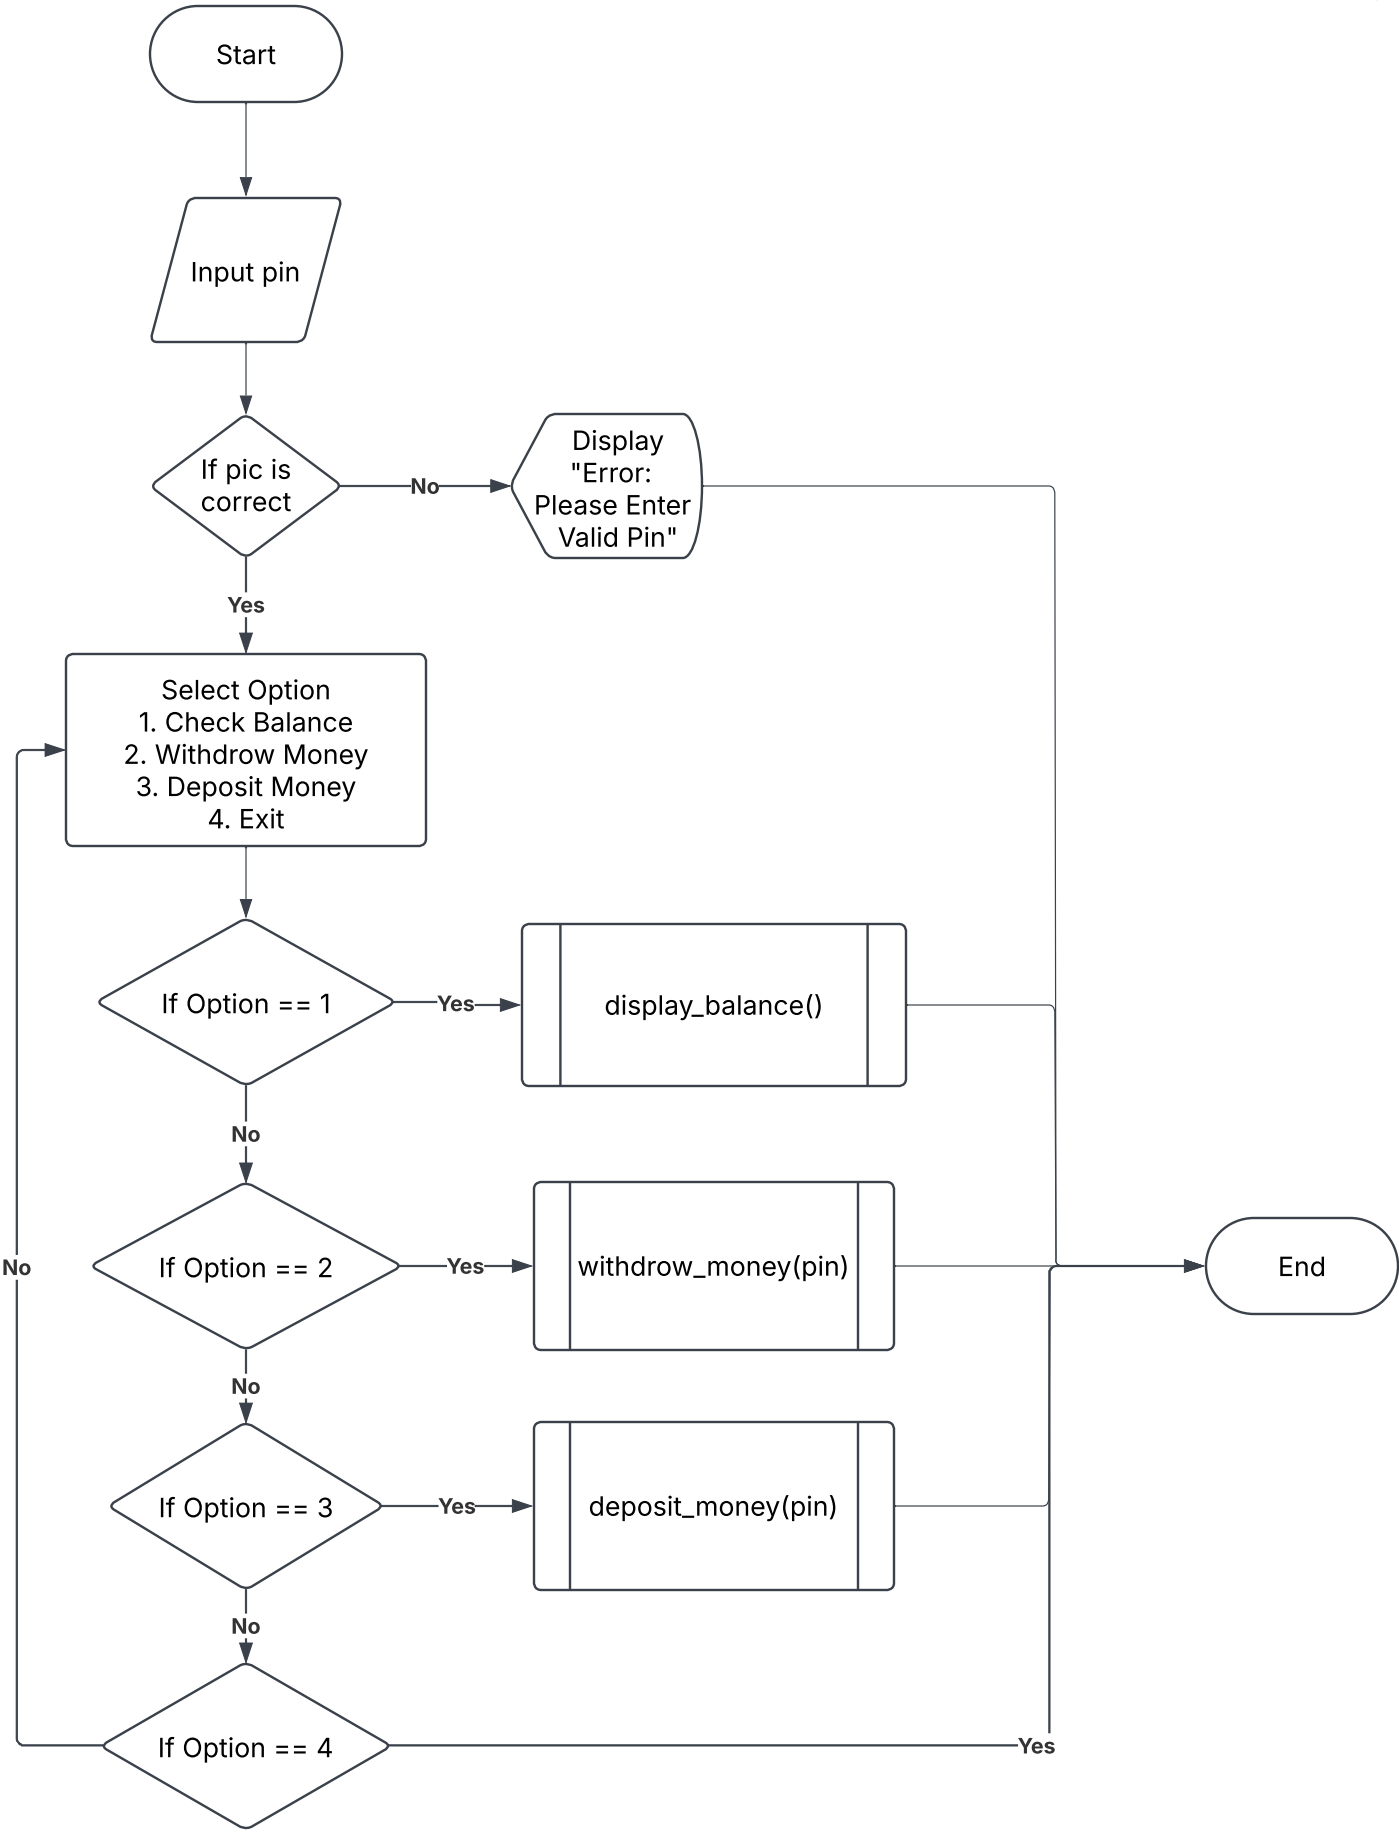 Start
Input pin
If pic is
correct
No
Display
"Error:
Please Enter
Valid Pin"
Yes
Select Option
1. Check Balance
2. Withdrow Money
3. Deposit Money
4. Exit
If Option == 1
Yes
display_balance()
No
If Option == 2
Yes
withdrow_money(pin)
End
No
No
If Option == 3
Yes
deposit_money(pin)
No
If Option == 4
Yes